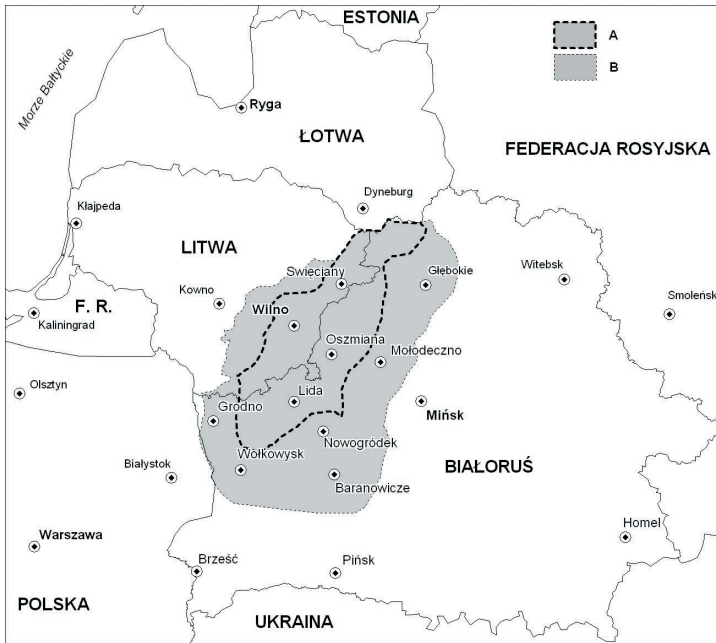 ESTONIA
A
B
Morze Bałtyckie
Ryga
ŁOTWA
FEDERACJA ROSYJSKA
Dyneburg
Kłajpeda
LITWA
Święciany
Głębokie
Witebsk
Kowno
Smoleńsk
F. R.
Wilno
Kaliningrad
Oszmiana
Mołodeczno
Olsztyn
Lida
Grodno
Mińsk
Nowogródek
Wołkowysk
Białystok
BIAŁORUŚ
Baranowicze
Warszawa
Homel
Brześć
Pińsk
POLSKA
UKRAINA